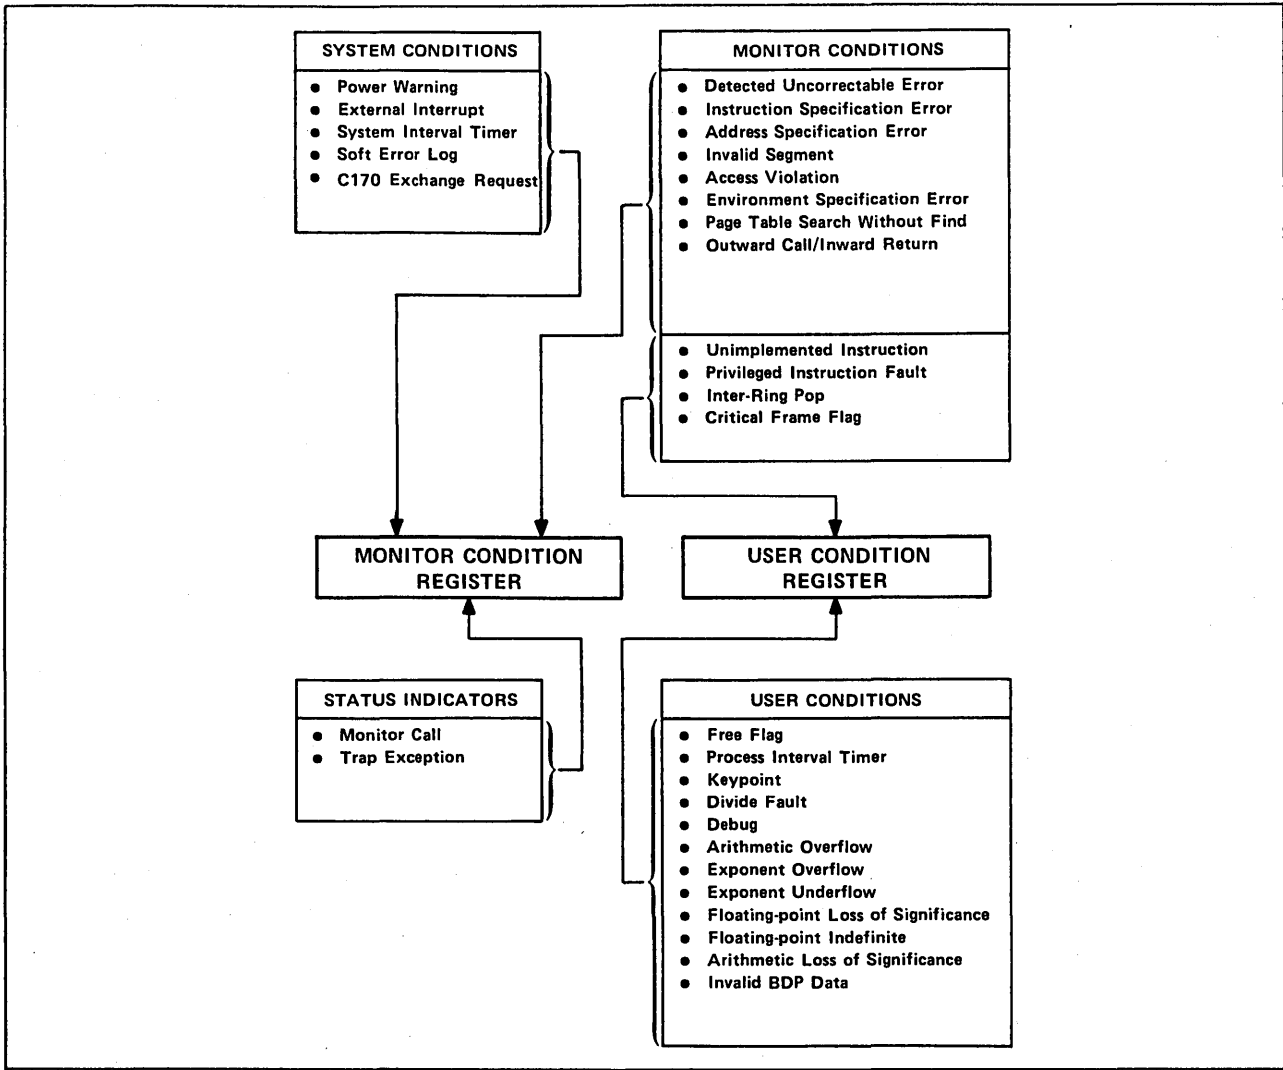 SYSTEM CONDITIONS
• Power Warning
• External Interrupt
• System Interval Timer
• Soft Error Log
• C170 Exchange Request
MONITOR CONDITIONS
• Detected Uncorrectable Error
• Instruction Specification Error
• Address Specification Error
• Invalid Segment
• Access Violation
• Environment Specification Error
• Page Table Search Without Find
• Outward Call/Inward Return
• Unimplemented Instruction
• Privileged Instruction Fault
• Inter-Ring Pop
• Critical Frame Flag
MONITOR CONDITION
REGISTER
USER CONDITION
REGISTER
STATUS INDICATORS
• Monitor Call
• Trap Exception
USER CONDITIONS
• Free Flag
• Process Interval Timer
• Keypoint
• Divide Fault
• Debug
• Arithmetic Overflow
• Exponent Overflow
• Exponent Underflow
• Floating-point Loss of Significance
• Floating-point Indefinite
• Arithmetic Loss of Significance
• Invalid BDP Data